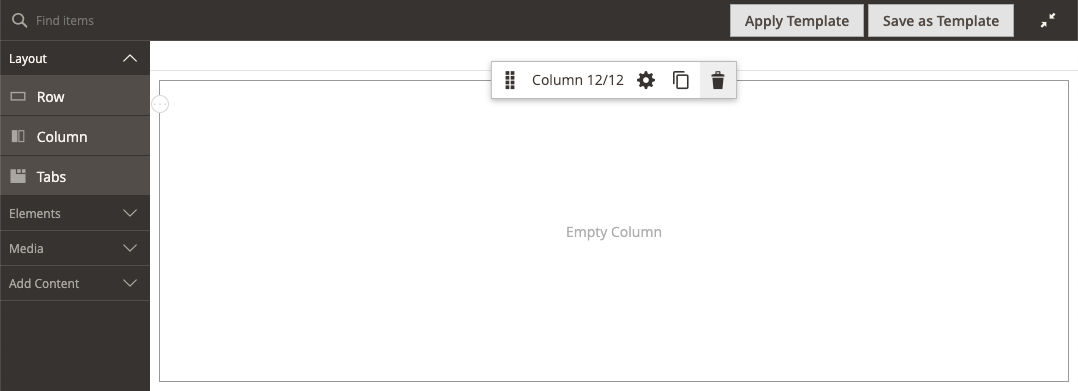 Find items
Apply Template
Save as Template
Layout
Row
Column
Tabs
Elements
Media
Add Content
Column 12/12
Empty Column